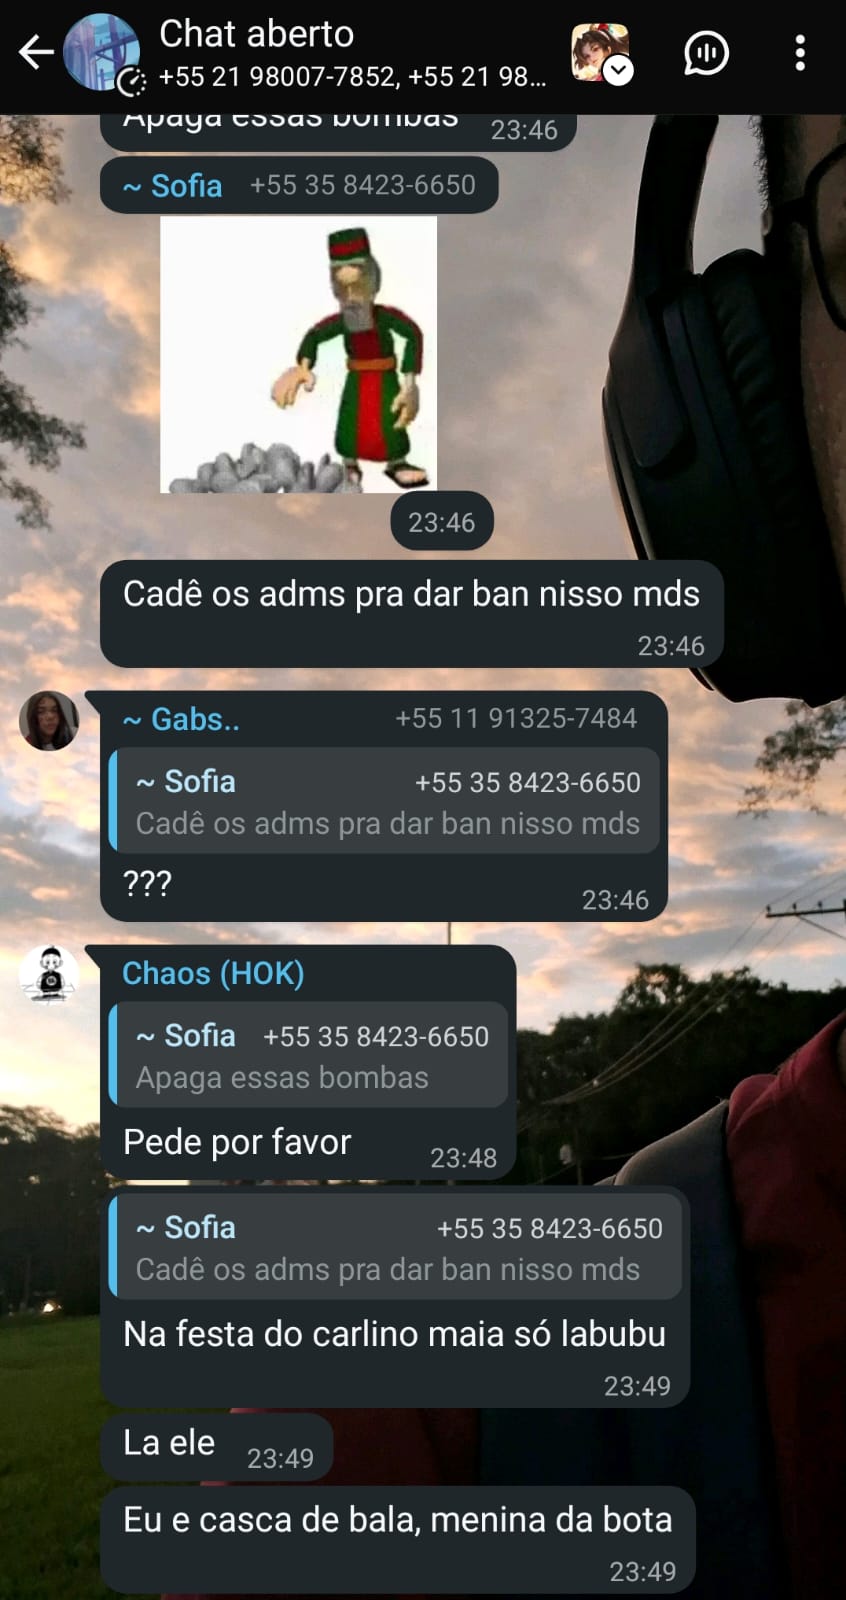 Chat aberto
+55 21 98007-7852, +55 21 98...
Apaga essas bombas 23:46
~ Sofia +55 35 8423-6650
23:46
Cadê os adms pra dar ban nisso mds
23:46
~ Gabs.. +55 11 91325-7484
~ Sofia +55 35 8423-6650
Cadê os adms pra dar ban nisso mds
???
23:46
Chaos (HOK)
~ Sofia +55 35 8423-6650
Apaga essas bombas
Pede por favor 23:48
~ Sofia +55 35 8423-6650
Cadê os adms pra dar ban nisso mds
Na festa do carlino maia só labubu
23:49
La ele 23:49
Eu e casca de bala, menina da bota
23:49